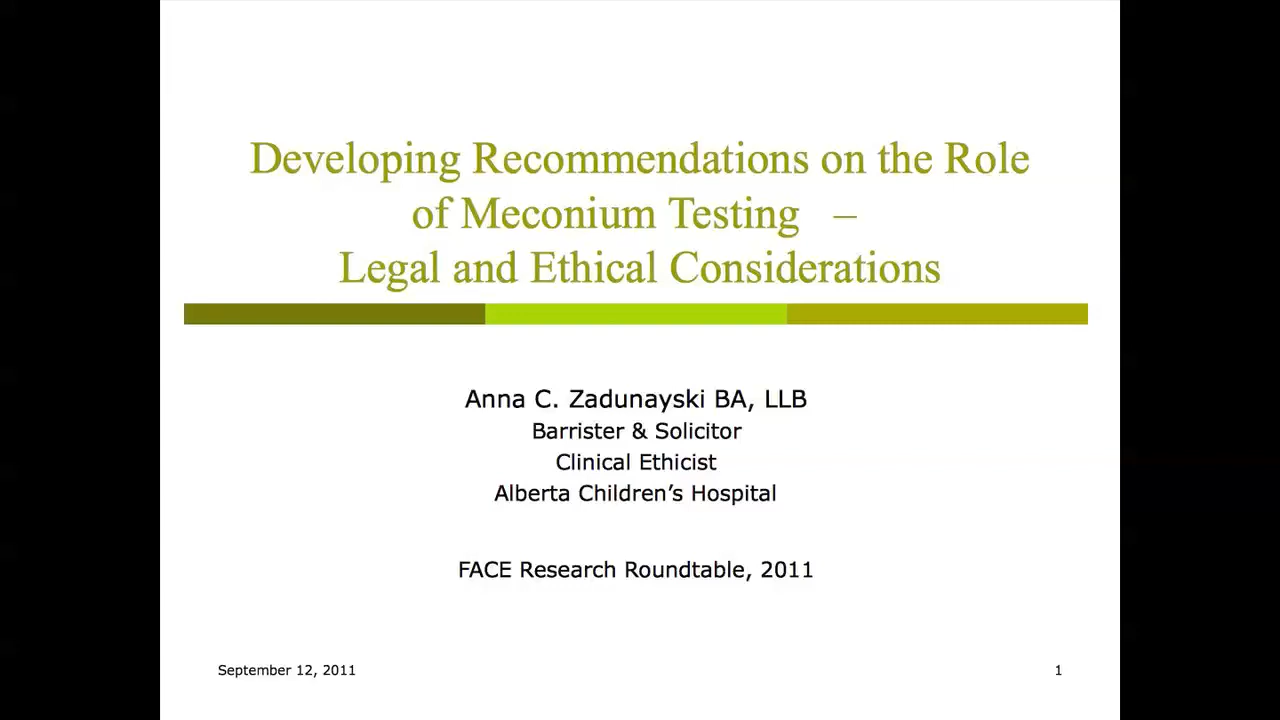 Developing Recommendations on the Role
of Meconium Testing –
Legal and Ethical Considerations
Anna C. Zadunayski BA, LLB
Barrister & Solicitor
Clinical Ethicist
Alberta Children’s Hospital
FACE Research Roundtable, 2011
September 12, 2011
1